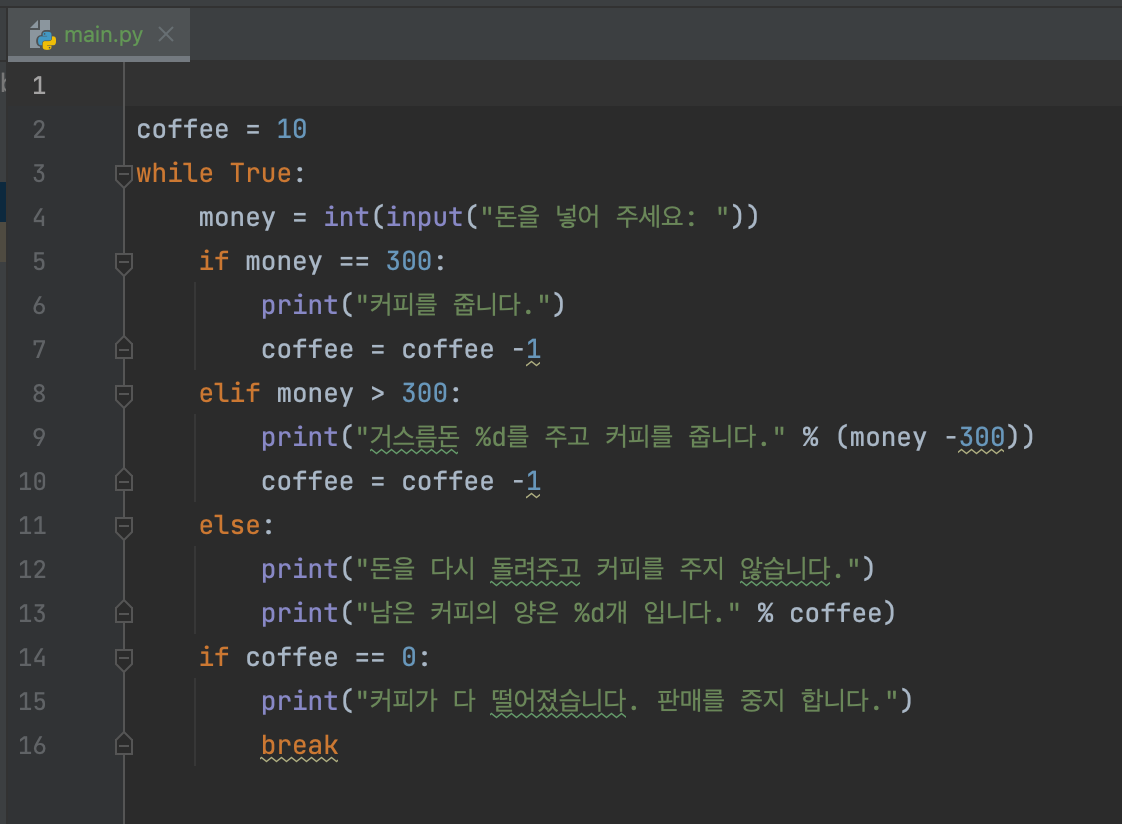 main.py
1
2 coffee = 10
3 while True:
4     money = int(input("돈을 넣어 주세요: "))
5     if money == 300:
6         print("커피를 줍니다.")
7         coffee = coffee -1
8     elif money > 300:
9         print("거스름돈 %d를 주고 커피를 줍니다." % (money -300))
10         coffee = coffee -1
11     else:
12         print("돈을 다시 돌려주고 커피를 주지 않습니다.")
13         print("남은 커피의 양은 %d개 입니다." % coffee)
14     if coffee == 0:
15         print("커피가 다 떨어졌습니다. 판매를 중지 합니다.")
16         break